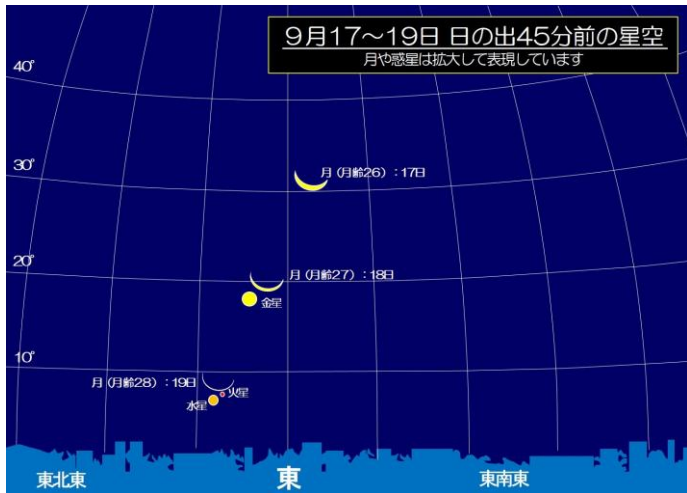 9月17~19日 日の出45分前の星空
月や惑星は拡大して表現しています
40°
30°
月(月齢26):17日
20°
月(月齢27):18日
金星
10°
月(月齢28):19日
火星
水星
東北東
東
東南東